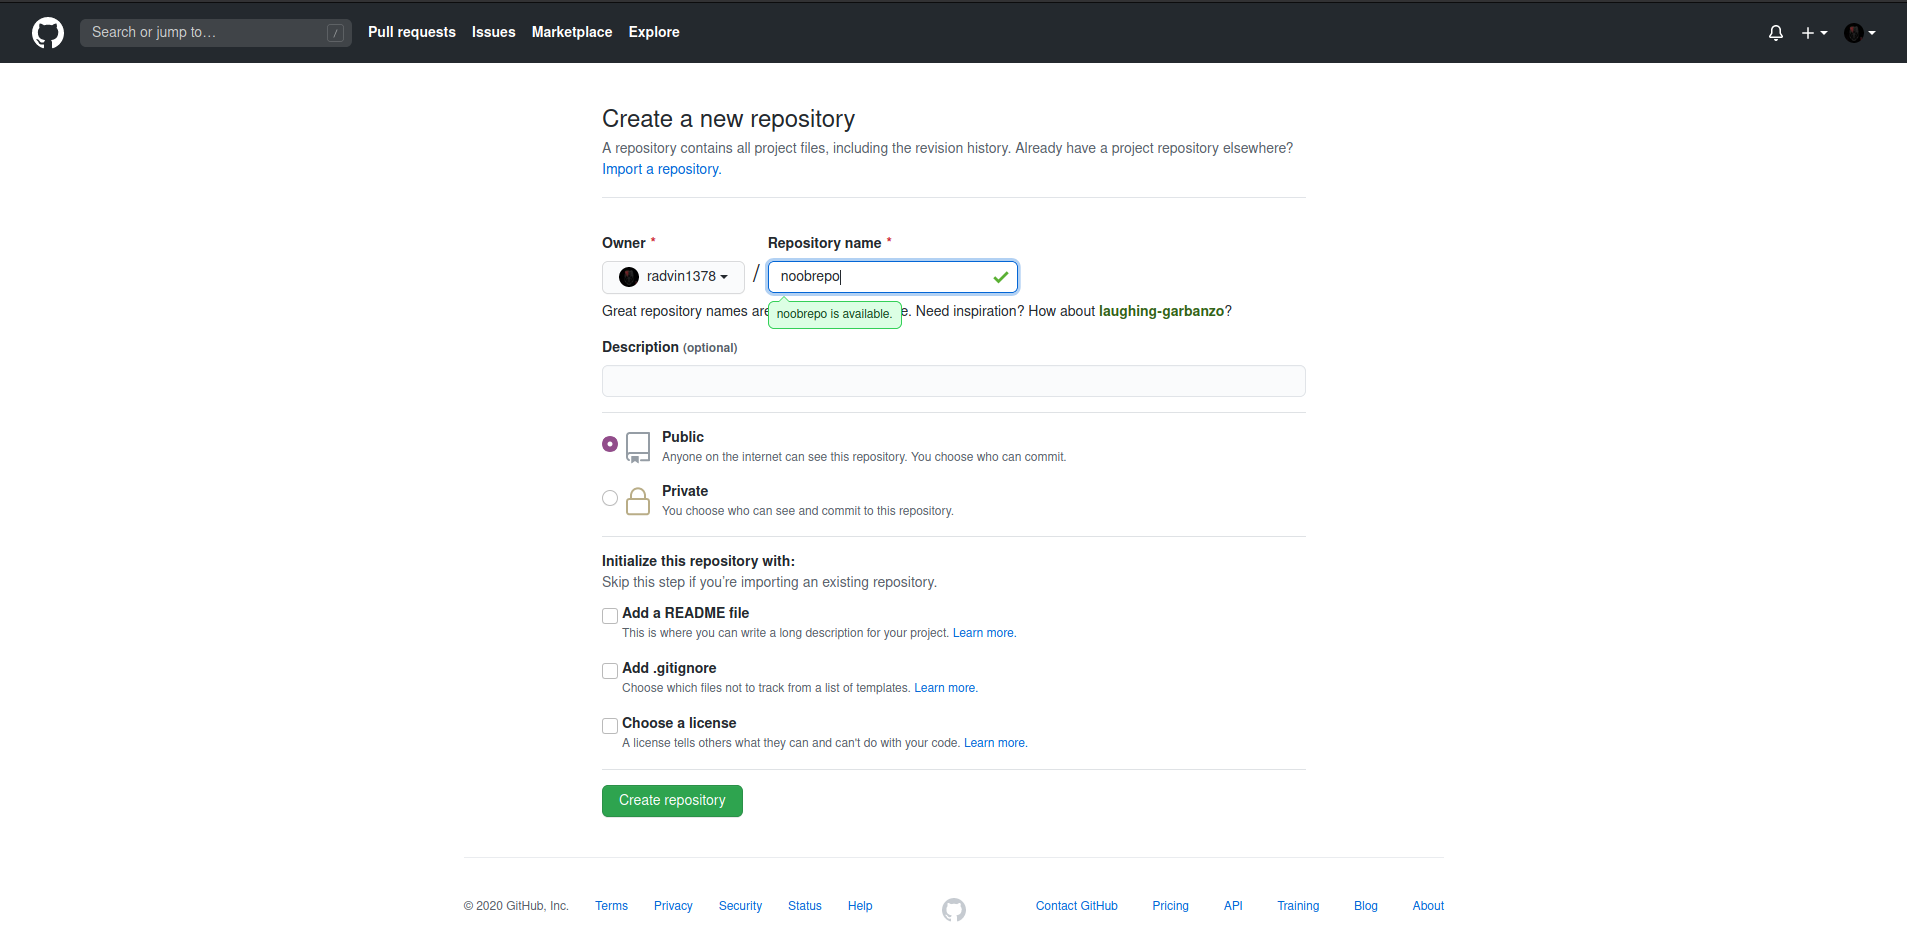 Search or jump to… /
Pull requests Issues Marketplace Explore
Create a new repository
A repository contains all project files, including the revision history. Already have a project repository elsewhere?
Import a repository.
Owner * Repository name *
radvin1378 / noobrepo
Great repository names are e. Need inspiration? How about laughing-garbanzo?
noobrepo is available.
Description (optional)
Public
Anyone on the internet can see this repository. You choose who can commit.
Private
You choose who can see and commit to this repository.
Initialize this repository with:
Skip this step if you’re importing an existing repository.
Add a README file
This is where you can write a long description for your project. Learn more.
Add .gitignore
Choose which files not to track from a list of templates. Learn more.
Choose a license
A license tells others what they can and can't do with your code. Learn more.
Create repository
© 2020 GitHub, Inc. Terms Privacy Security Status Help Contact GitHub Pricing API Training Blog About